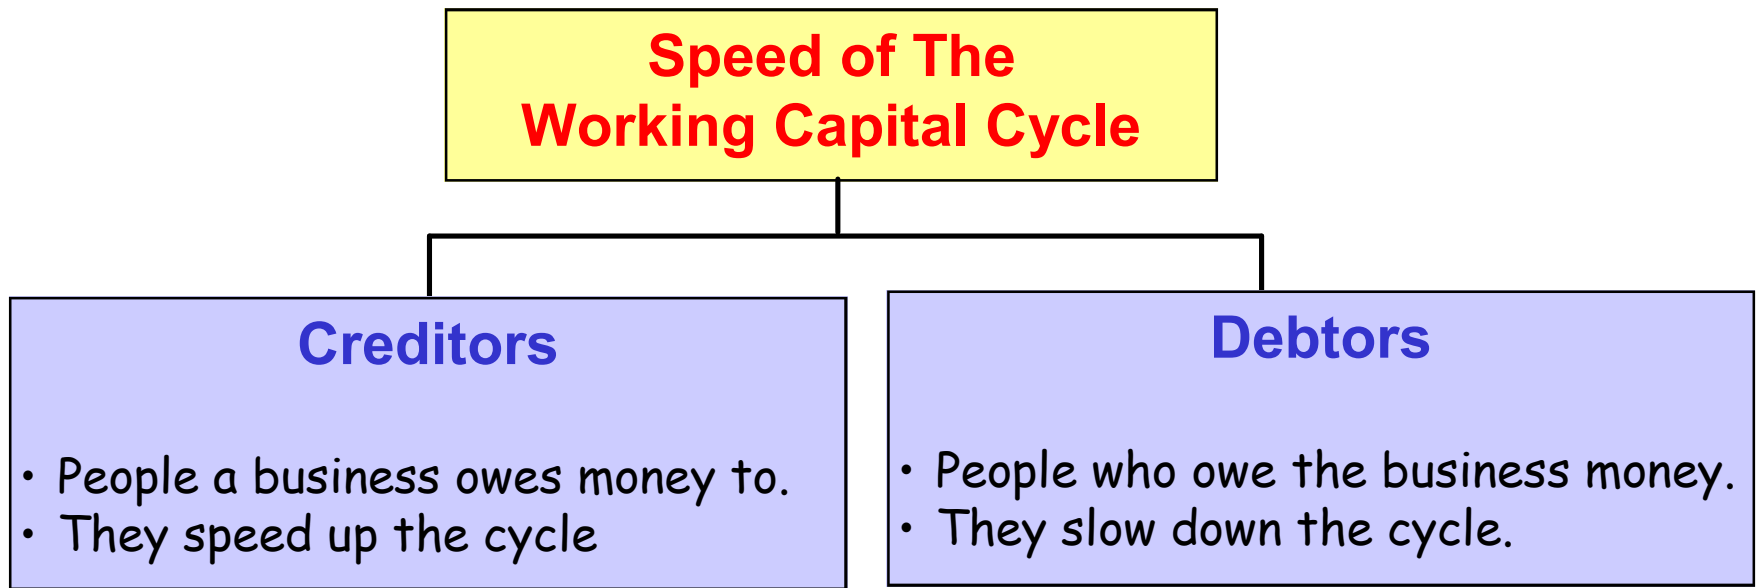 Speed of The
Working Capital Cycle
Creditors
• People a business owes money to.
• They speed up the cycle
Debtors
• People who owe the business money.
• They slow down the cycle.